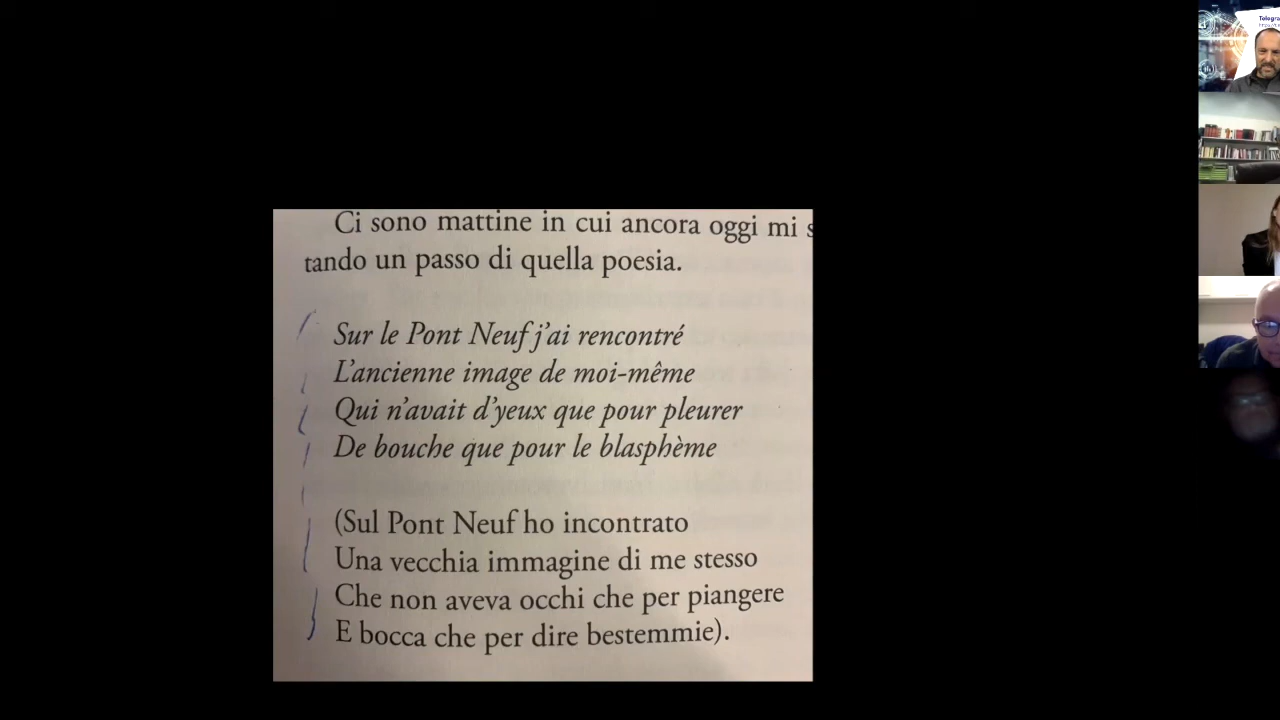 Ci sono mattine in cui ancora oggi mi
tando un passo di quella poesia.
Sur le Pont Neuf j'ai rencontré
L'ancienne image de moi-même
Qui n'avait d'yeux que pour pleurer
De bouche que pour le blasphème
(Sul Pont Neuf ho incontrato
Una vecchia immagine di me stesso
Che non aveva occhi che per piangere
E bocca che per dire bestemmie).